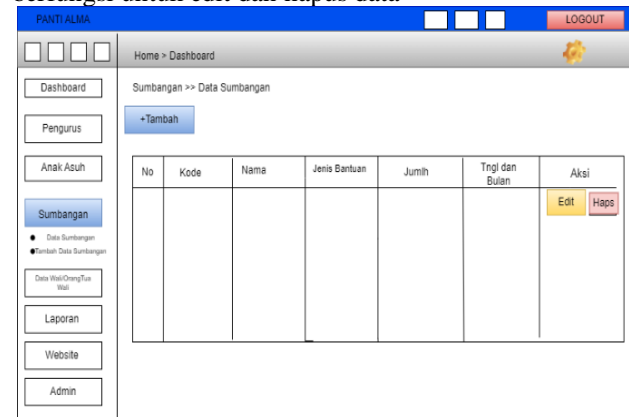 berfungsi untuk edit dan hapus data
PANTI ALMA
LOGOUT
Home > Dashboard
Dashboard
Sumbangan >> Data Sumbangan
+Tambah
Pengurus
Anak Asuh
No Kode Nama Jenis Bantuan Jumlh Tngl dan Bulan Aksi
Edit Haps
Sumbangan
Data Sumbangan
Tambah Data Sumbangan
Data Wali/OrangTua
Wali
Laporan
Website
Admin